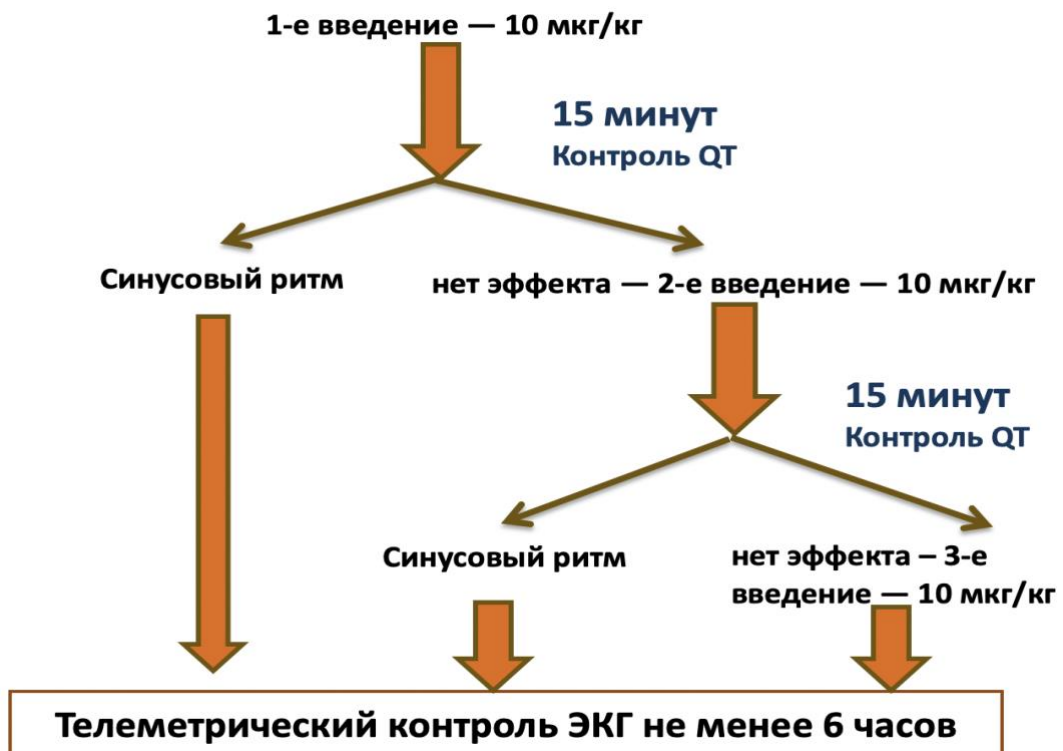 1-е введение — 10 мкг/кг
15 минут
Контроль QT
Синусовый ритм
нет эффекта — 2-е введение — 10 мкг/кг
15 минут
Контроль QT
Синусовый ритм
нет эффекта – 3-е
введение — 10 мкг/кг
Телеметрический контроль ЭКГ не менее 6 часов